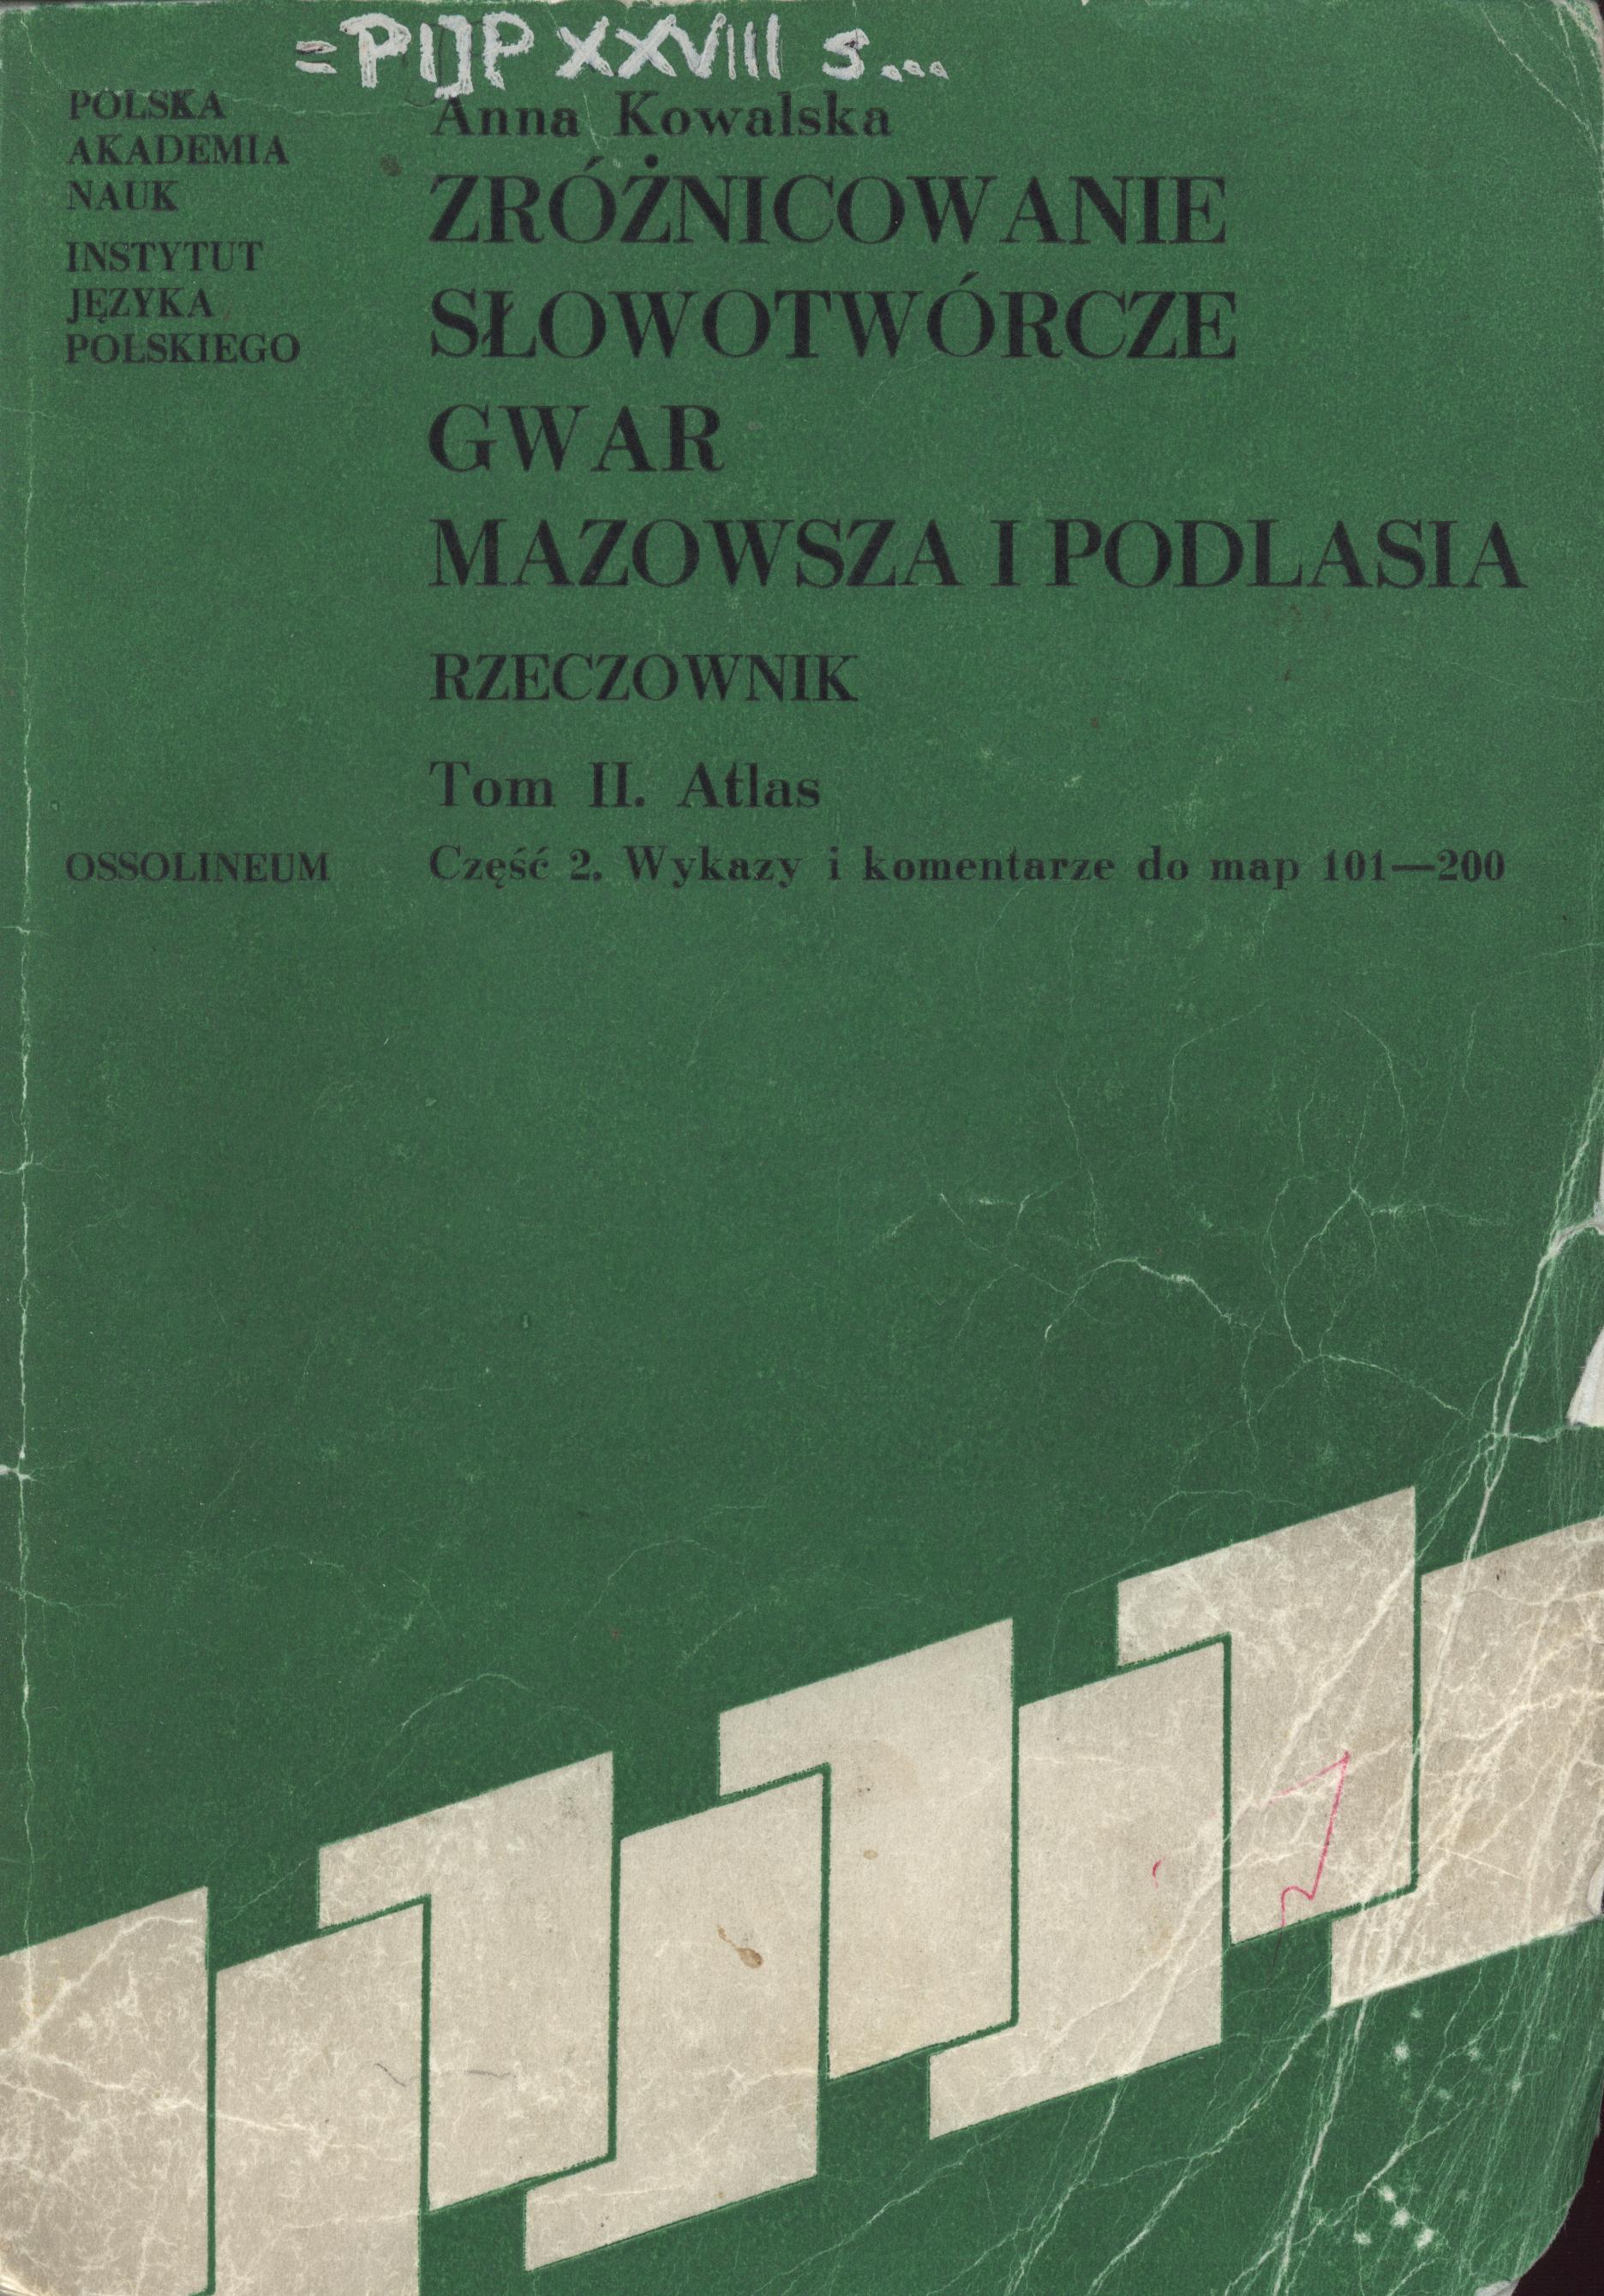 =PIJP XXVIII s...
POLSKA
AKADEMIA
NAUK
INSTYTUT
JĘZYKA
POLSKIEGO
OSSOLINEUM
Anna Kowalska
ZRÓŻNICOWANIE
SŁOWOTWÓRCZE
GWAR
MAZOWSZA I PODLASIA
RZECZOWNIK
Tom II. Atlas
Część 2. Wykazy i komentarze do map 101—200